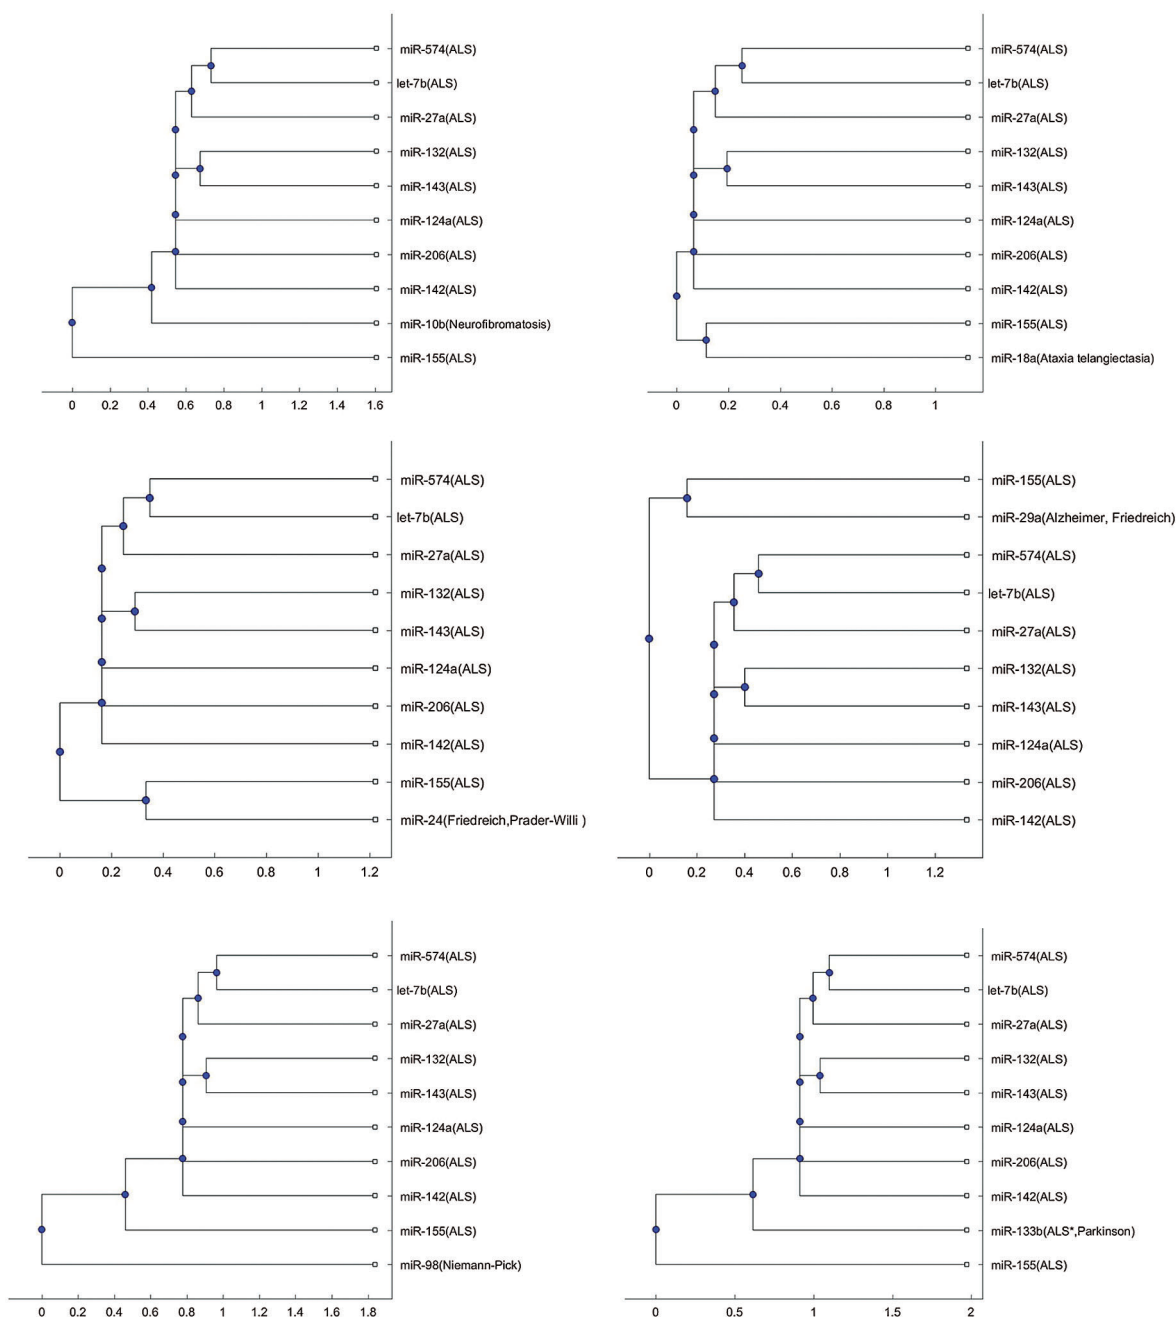 miR-574(ALS)
let-7b(ALS)
miR-27a(ALS)
miR-132(ALS)
miR-143(ALS)
miR-124a(ALS)
miR-206(ALS)
miR-142(ALS)
miR-10b(Neurofibromatosis)
miR-155(ALS)
0 0.2 0.4 0.6 0.8 1 1.2 1.4 1.6
miR-574(ALS)
let-7b(ALS)
miR-27a(ALS)
miR-132(ALS)
miR-143(ALS)
miR-124a(ALS)
miR-206(ALS)
miR-142(ALS)
miR-155(ALS)
miR-18a(Ataxia telangiectasia)
0 0.2 0.4 0.6 0.8 1
miR-574(ALS)
let-7b(ALS)
miR-27a(ALS)
miR-132(ALS)
miR-143(ALS)
miR-124a(ALS)
miR-206(ALS)
miR-142(ALS)
miR-155(ALS)
miR-24(Friedreich,Prader-Willi )
0 0.2 0.4 0.6 0.8 1 1.2
miR-155(ALS)
miR-29a(Alzheimer, Friedreich)
miR-574(ALS)
let-7b(ALS)
miR-27a(ALS)
miR-132(ALS)
miR-143(ALS)
miR-124a(ALS)
miR-206(ALS)
miR-142(ALS)
0 0.2 0.4 0.6 0.8 1 1.2
miR-574(ALS)
let-7b(ALS)
miR-27a(ALS)
miR-132(ALS)
miR-143(ALS)
miR-124a(ALS)
miR-206(ALS)
miR-142(ALS)
miR-155(ALS)
miR-98(Niemann-Pick)
0 0.2 0.4 0.6 0.8 1 1.2 1.4 1.6 1.8
miR-574(ALS)
let-7b(ALS)
miR-27a(ALS)
miR-132(ALS)
miR-143(ALS)
miR-124a(ALS)
miR-206(ALS)
miR-142(ALS)
miR-133b(ALS*,Parkinson)
miR-155(ALS)
0 0.5 1 1.5 2